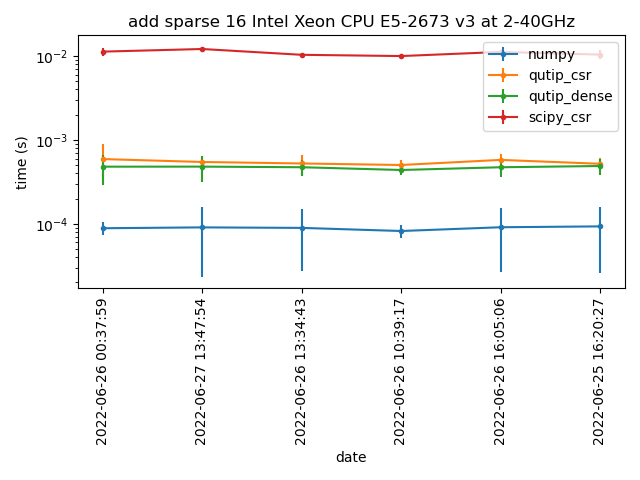 add sparse 16 Intel Xeon CPU E5-2673 v3 at 2-40GHz
time (s)
10⁻²
10⁻³
10⁻⁴
numpy
qutip_csr
qutip_dense
scipy_csr
2022-06-26 00:37:59
2022-06-27 13:47:54
2022-06-26 13:34:43
2022-06-26 10:39:17
2022-06-26 16:05:06
2022-06-25 16:20:27
date